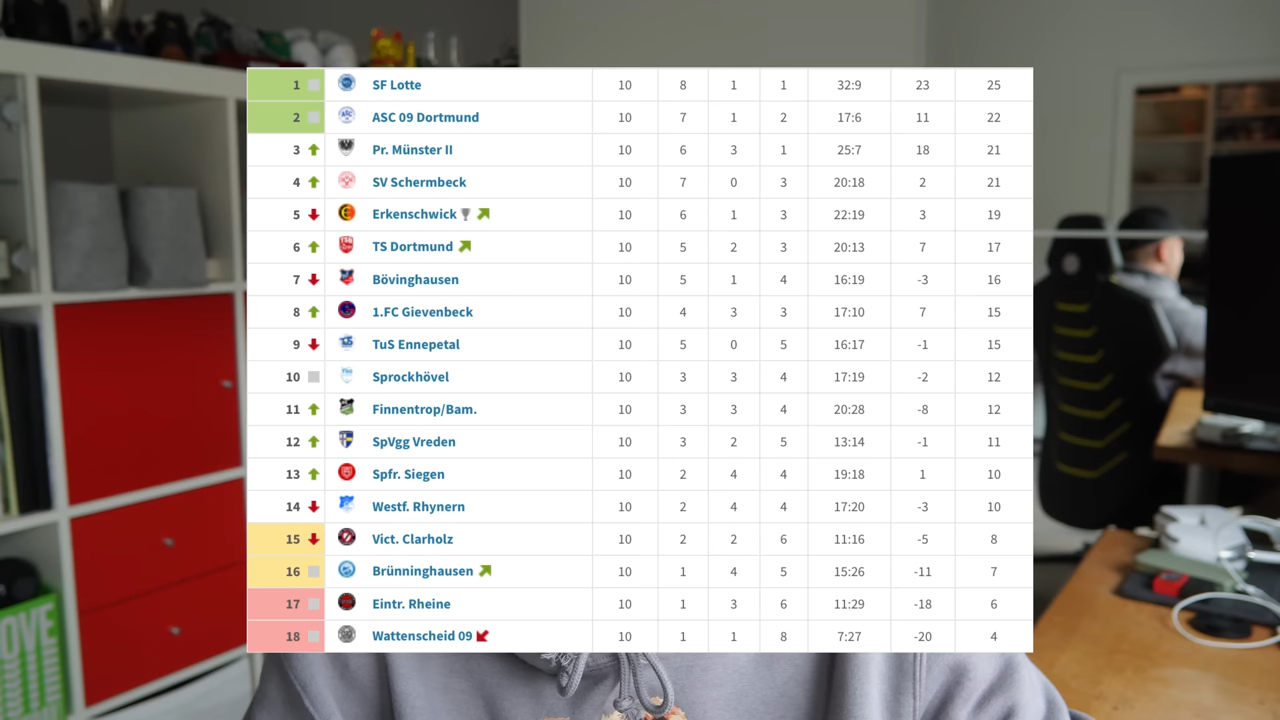 1 SF Lotte 10 8 1 1 32:9 23 25
2 ASC 09 Dortmund 10 7 1 2 17:6 11 22
3 Pr. Münster II 10 6 3 1 25:7 18 21
4 SV Schermbeck 10 7 0 3 20:18 2 21
5 Erkenschwick 10 6 1 3 22:19 3 19
6 TS Dortmund 10 5 2 3 20:13 7 17
7 Bövinghausen 10 5 1 4 16:19 -3 16
8 1.FC Gievenbeck 10 4 3 3 17:10 7 15
9 TuS Ennepetal 10 5 0 5 16:17 -1 15
10 Sprockhövel 10 3 3 4 17:19 -2 12
11 Finnentrop/Bam. 10 3 3 4 20:28 -8 12
12 SpVgg Vreden 10 3 2 5 13:14 -1 11
13 Spfr. Siegen 10 2 4 4 19:18 1 10
14 Westf. Rhynern 10 2 4 4 17:20 -3 10
15 Vict. Clarholz 10 2 2 6 11:16 -5 8
16 Brünninghausen 10 1 4 5 15:26 -11 7
17 Eintr. Rheine 10 1 3 6 11:29 -18 6
18 Wattenscheid 09 10 1 1 8 7:27 -20 4